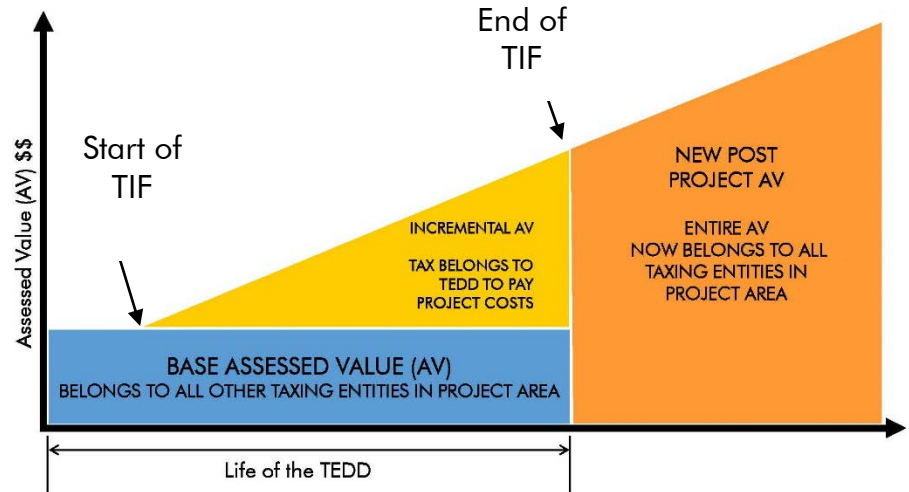 End of
TIF
Start of
TIF
Assessed Value (AV) $$
NEW POST
PROJECT AV
ENTIRE AV
NOW BELONGS TO ALL
TAXING ENTITIES IN
PROJECT AREA
INCREMENTAL AV
TAX BELONGS TO
TEDD TO PAY
PROJECT COSTS
BASE ASSESSED VALUE (AV)
BELONGS TO ALL OTHER TAXING ENTITIES IN PROJECT AREA
Life of the TEDD